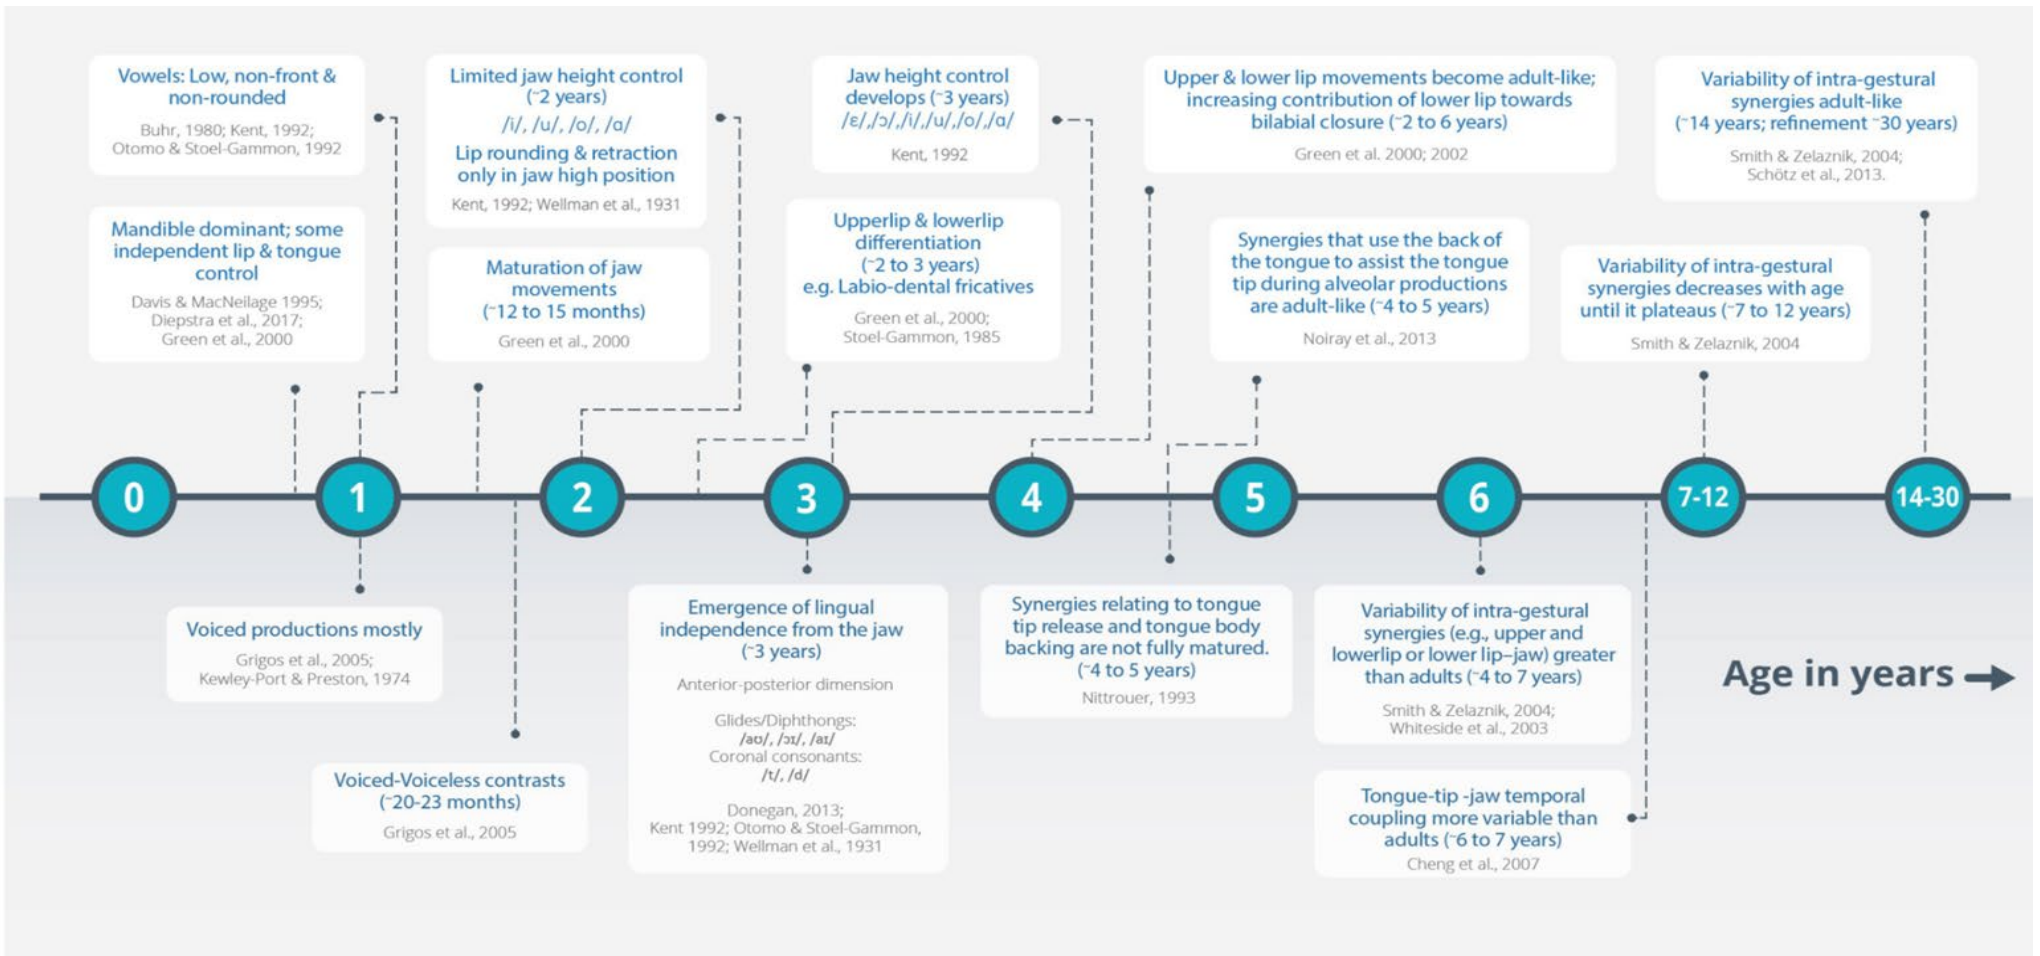 Vowels: Low, non-front &
non-rounded
Buhr, 1980; Kent, 1992;
Otomo & Stoel-Gammon, 1992
Mandible dominant; some
independent lip & tongue
control
Davis & MacNeilage 1995;
Diepstra et al., 2017;
Green et al., 2000
Limited jaw height control
(~2 years)
/i/, /u/, /o/, /ɑ/
Lip rounding & retraction
only in jaw high position
Kent, 1992; Wellman et al., 1931
Maturation of jaw
movements
(~12 to 15 months)
Green et al., 2000
Jaw height control
develops (~3 years)
/ɛ/,/ɔ/,/i/,/u/,/o/,/ɑ/
Kent, 1992
Upperlip & lowerlip
differentiation
(~2 to 3 years)
e.g. Labio-dental fricatives
Green et al., 2000;
Stoel-Gammon, 1985
Upper & lower lip movements become adult-like;
increasing contribution of lower lip towards
bilabial closure (~2 to 6 years)
Green et al. 2000; 2002
Synergies that use the back of
the tongue to assist the tongue
tip during alveolar productions
are adult-like (~4 to 5 years)
Noiray et al., 2013
Variability of intra-gestural
synergies adult-like
(~14 years; refinement ~30 years)
Smith & Zelaznik, 2004;
Schötz et al., 2013.
Variability of intra-gestural
synergies decreases with age
until it plateaus (~7 to 12 years)
Smith & Zelaznik, 2004
0
1
2
3
4
5
6
7-12
14-30
Voiced productions mostly
Grigos et al., 2005;
Kewley-Port & Preston, 1974
Voiced-Voiceless contrasts
(~20-23 months)
Grigos et al., 2005
Emergence of lingual
independence from the jaw
(~3 years)
Anterior-posterior dimension
Glides/Diphthongs:
/aʊ/, /ɔɪ/, /aɪ/
Coronal consonants:
/t/, /d/
Donegan, 2013;
Kent 1992; Otomo & Stoel-Gammon,
1992; Wellman et al., 1931
Synergies relating to tongue
tip release and tongue body
backing are not fully matured.
(~4 to 5 years)
Nittrouer, 1993
Variability of intra-gestural
synergies (e.g., upper and
lowerlip or lower lip–jaw) greater
than adults (~4 to 7 years)
Smith & Zelaznik, 2004;
Whiteside et al., 2003
Tongue-tip -jaw temporal
coupling more variable than
adults (~6 to 7 years)
Cheng et al., 2007
Age in years